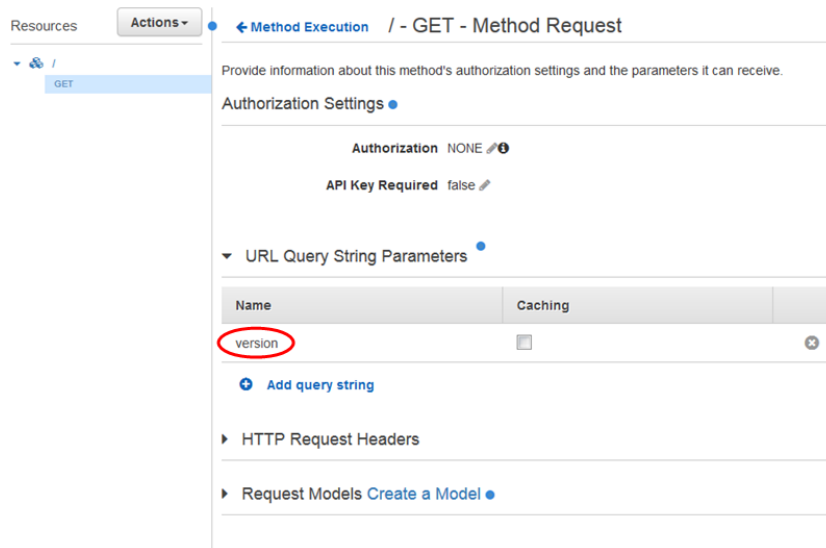 Resources
Actions
Method Execution / - GET - Method Request
/
GET
Provide information about this method's authorization settings and the parameters it can receive.
Authorization Settings
Authorization NONE
API Key Required false
URL Query String Parameters
Name Caching
version
Add query string
HTTP Request Headers
Request Models Create a Model